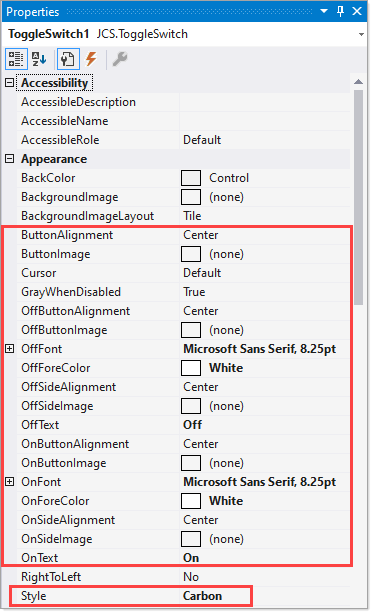 Properties
ToggleSwitch1 JCS.ToggleSwitch
Accessibility
AccessibleDescription
AccessibleName
AccessibleRole Default
Appearance
BackColor Control
BackgroundImage (none)
BackgroundImageLayout Tile
ButtonAlignment Center
ButtonImage (none)
Cursor Default
GrayWhenDisabled True
OffButtonAlignment Center
OffButtonImage (none)
OffFont Microsoft Sans Serif, 8.25pt
OffForeColor White
OffSideAlignment Center
OffSideImage (none)
OffText Off
OnButtonAlignment Center
OnButtonImage (none)
OnFont Microsoft Sans Serif, 8.25pt
OnForeColor White
OnSideAlignment Center
OnSideImage (none)
OnText On
RightToLeft No
Style Carbon